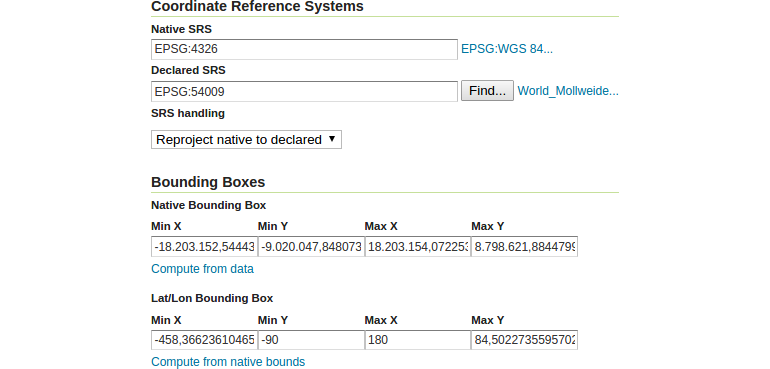 Coordinate Reference Systems
Native SRS
EPSG:4326 EPSG:WGS 84...
Declared SRS
EPSG:54009 Find... World_Mollweide...
SRS handling
Reproject native to declared
Bounding Boxes
Native Bounding Box
Min X Min Y Max X Max Y
-18.203.152,54443 -9.020.047,848073 18.203.154,072253 8.798.621,8844799
Compute from data
Lat/Lon Bounding Box
Min X Min Y Max X Max Y
-458,36623610465 -90 180 84,5022735595702
Compute from native bounds